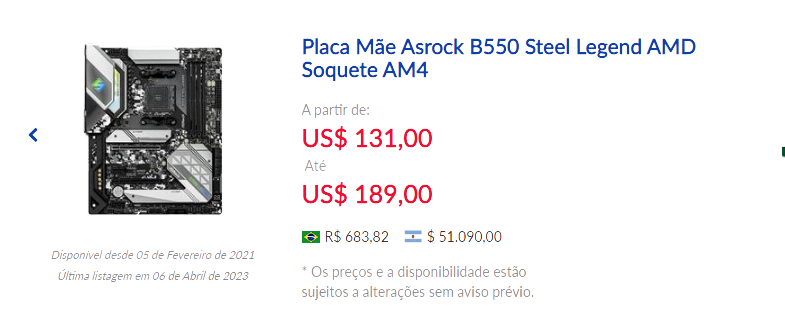 Placa Mãe Asrock B550 Steel Legend AMD
Soquete AM4
A partir de:
US$ 131,00
Até
US$ 189,00
R$ 683,82 $ 51.090,00
Disponível desde 05 de Fevereiro de 2021
Última listagem em 06 de Abril de 2023
* Os preços e a disponibilidade estão
sujeitos a alterações sem aviso prévio.